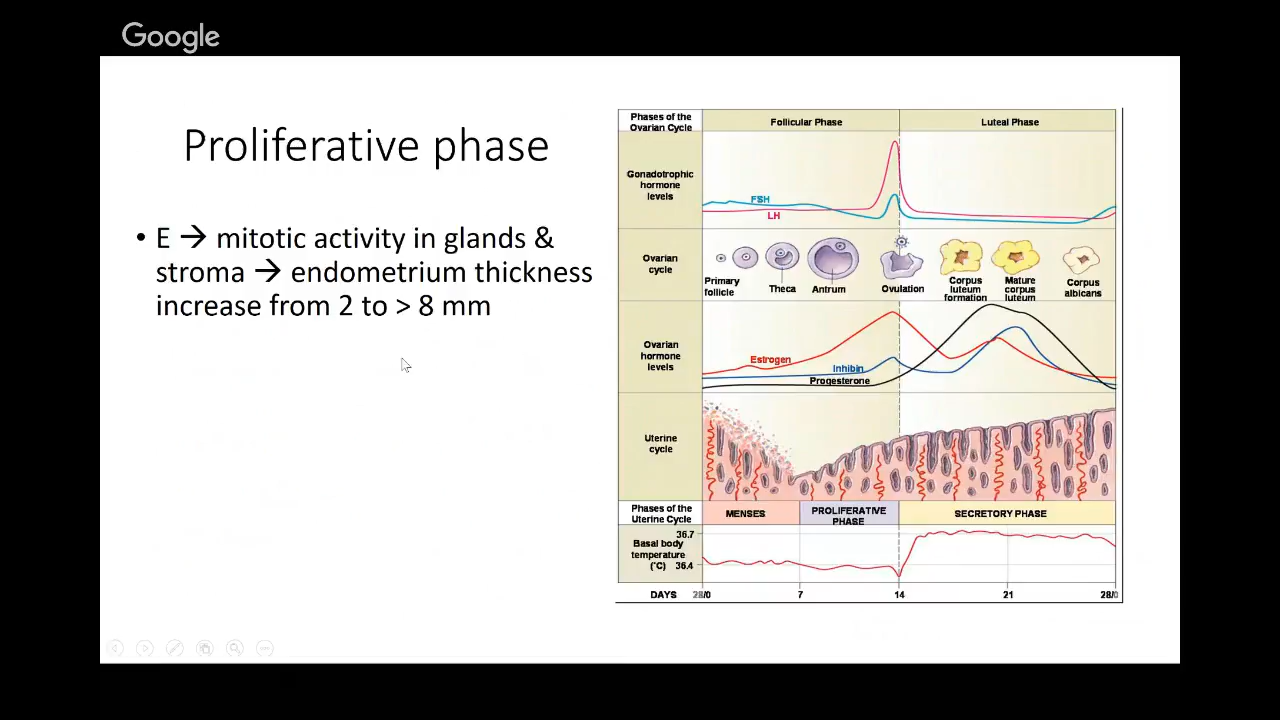 Google
Proliferative phase
• E → mitotic activity in glands &
stroma → endometrium thickness
increase from 2 to > 8 mm
Phases of the
Ovarian Cycle
Follicular Phase
Luteal Phase
Gonadotrophic
hormone
levels
FSH
LH
Ovarian
cycle
Primary
follicle
Theca
Antrum
Ovulation
Corpus
luteum
formation
Mature
corpus
luteum
Corpus
albicans
Ovarian
hormone
levels
Estrogen
Inhibin
Progesterone
Uterine
cycle
Phases of the
Uterine Cycle
MENSES
PROLIFERATIVE
PHASE
SECRETORY PHASE
Basal body
temperature
(°C)
36.7
36.4
DAYS
28/0
7
14
21
28/0